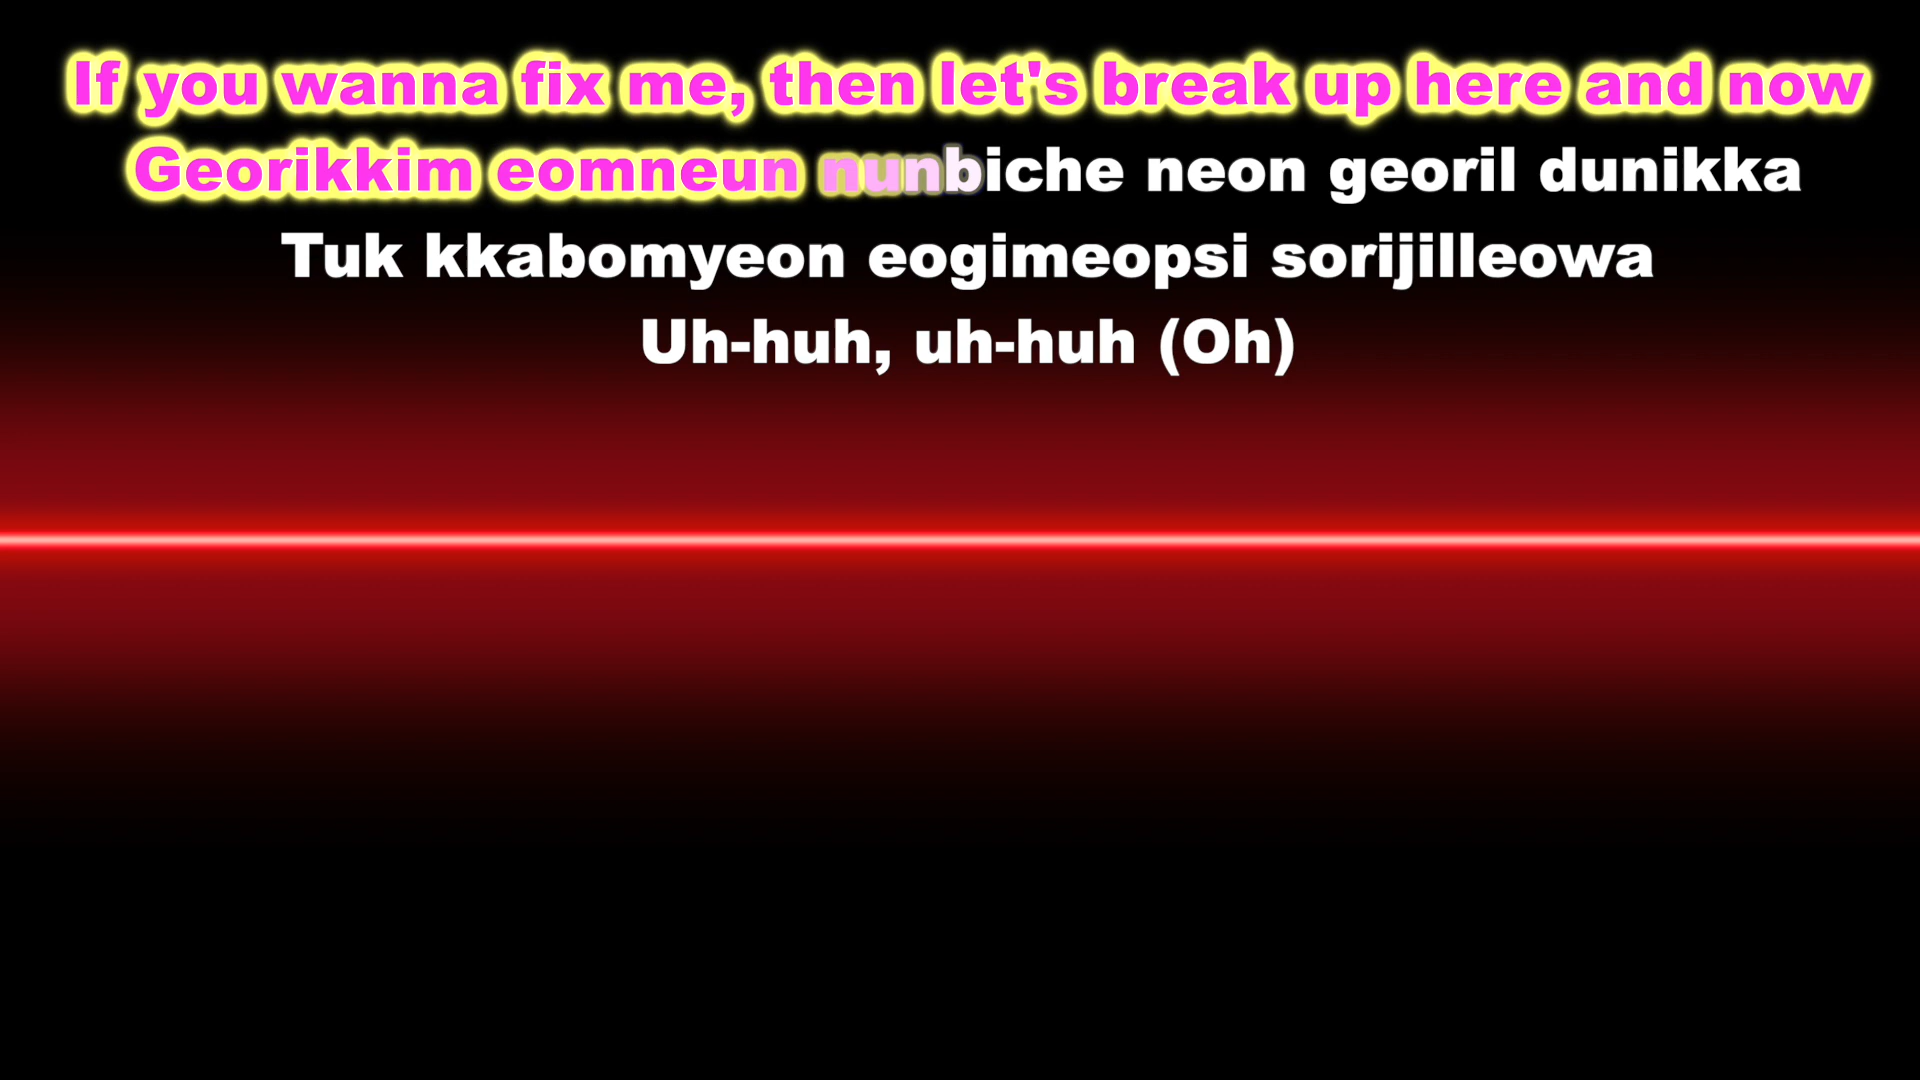 If you wanna fix me, then let's break up here and now
Georikkim eomneun nunbiche neon georil dunikka
Tuk kkabomyeon eogimeopsi sorijilleowa
Uh-huh, uh-huh (Oh)